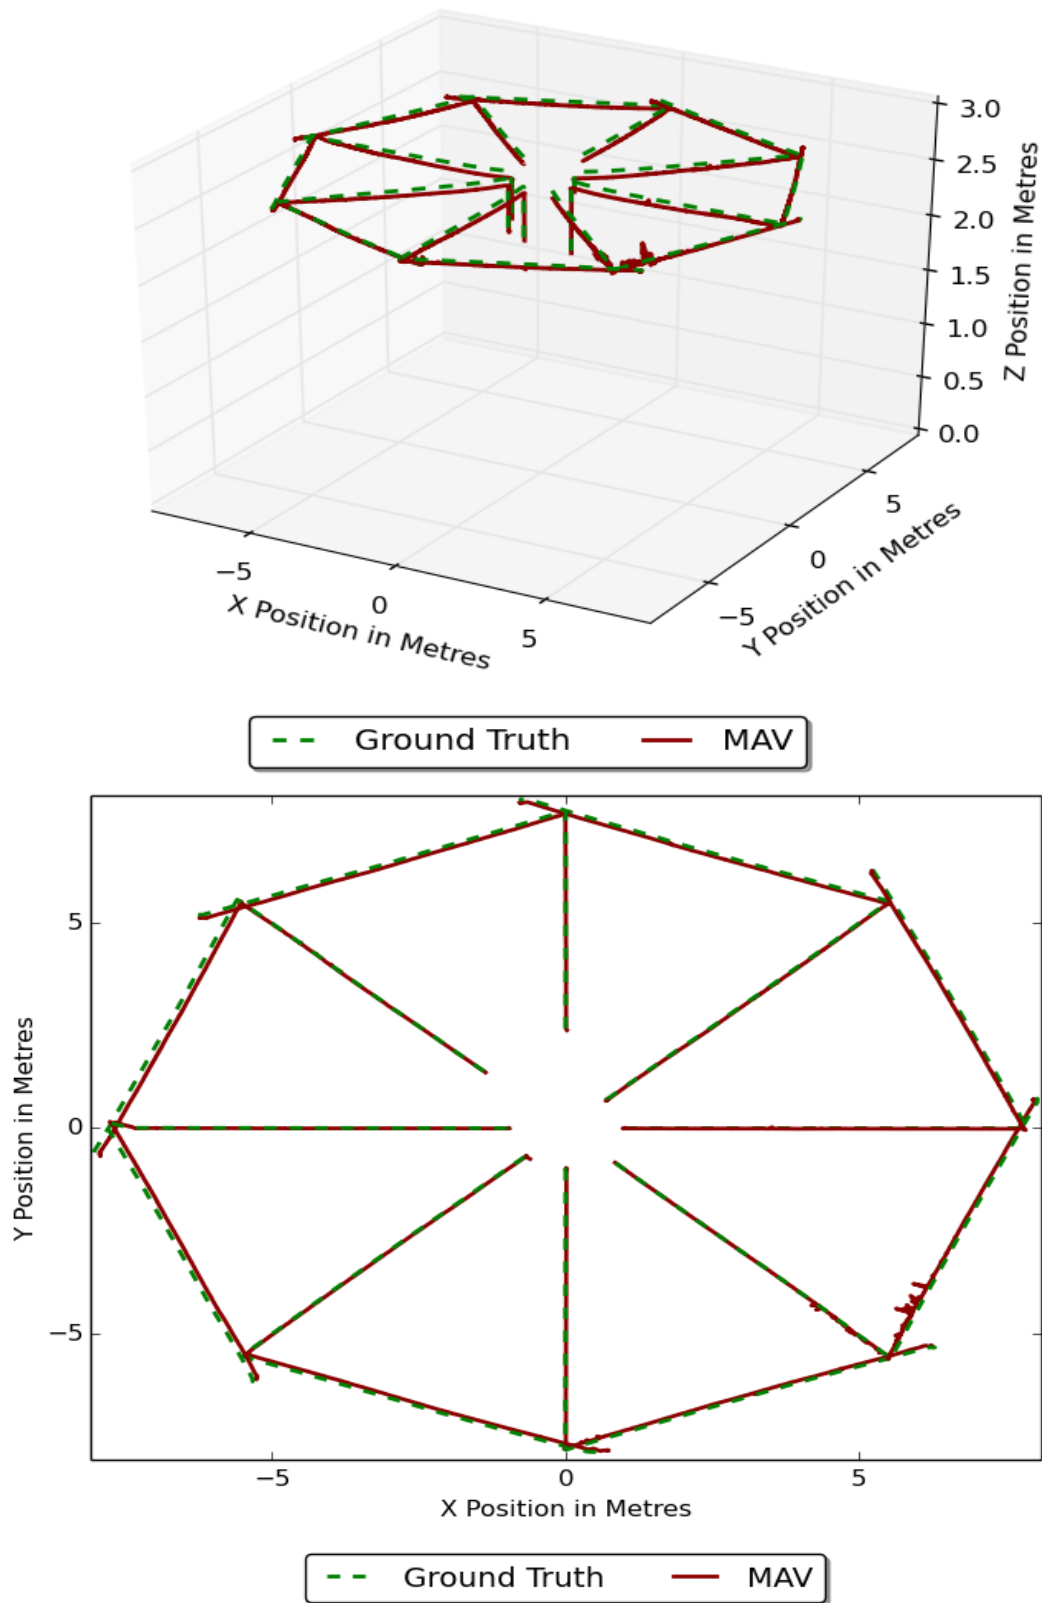 3.0
2.5
2.0
1.5
1.0
0.5
0.0
Z Position in Metres
5
0
−5
Y Position in Metres
−5
0
5
X Position in Metres
Ground Truth MAV
5
0
−5
Y Position in Metres
−5 0 5
X Position in Metres
Ground Truth MAV